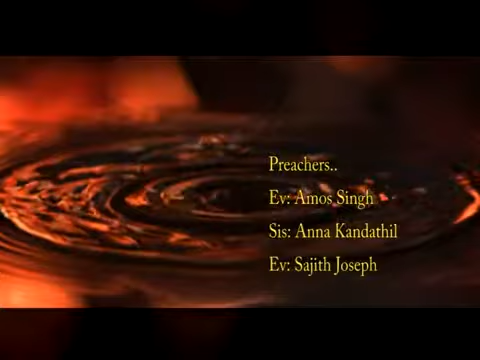 Preachers..
Ev: Amos Singh
Sis: Anna Kandathil
Ev: Sajith Joseph